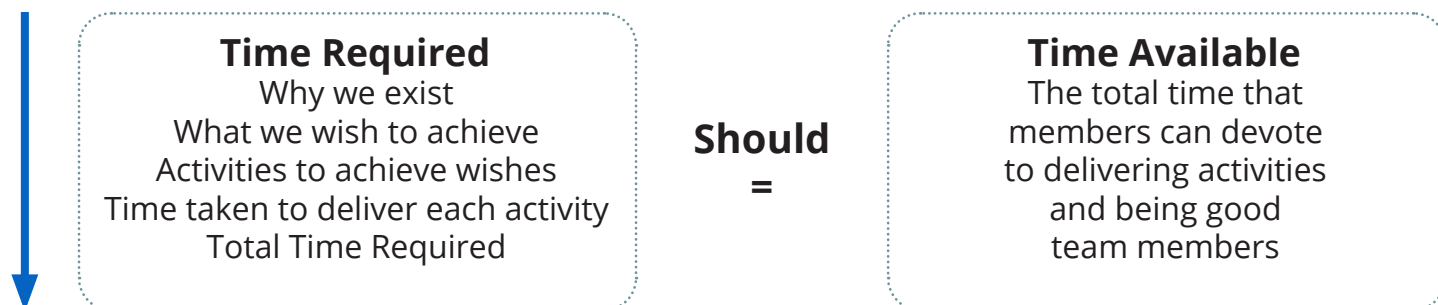 Time Required
Why we exist
What we wish to achieve
Activities to achieve wishes
Time taken to deliver each activity
Total Time Required
Should
=
Time Available
The total time that
members can devote
to delivering activities
and being good
team members